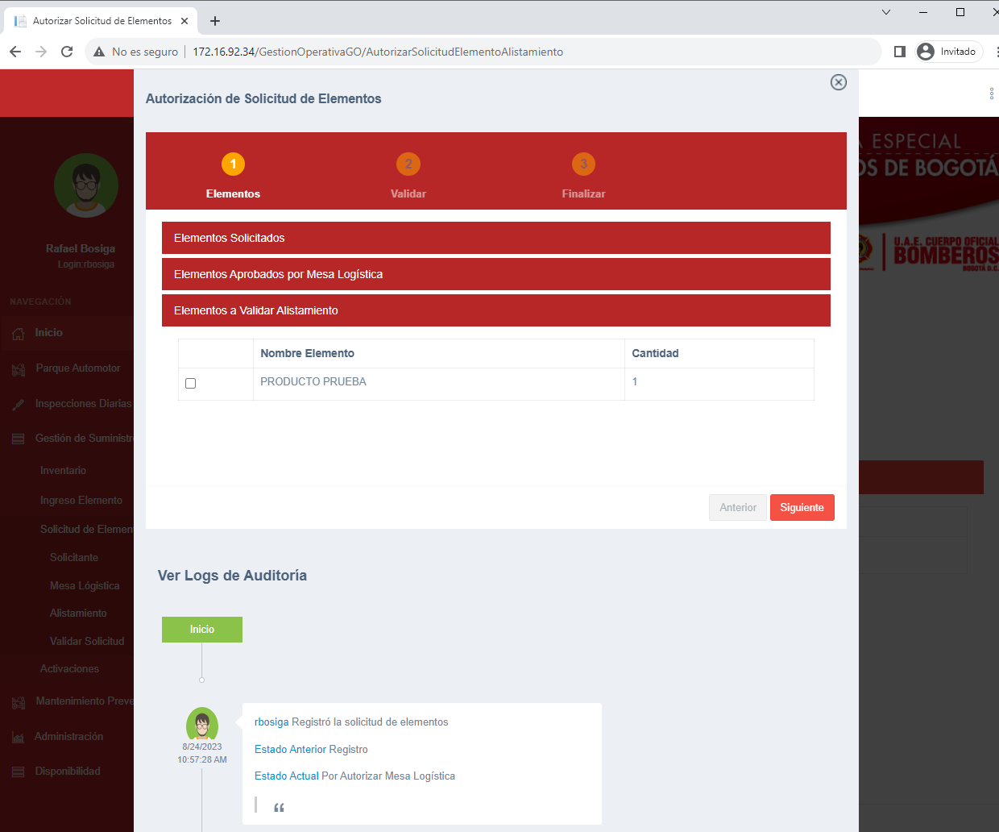 Autorizar Solicitud de Elementos
No es seguro
172.16.92.34/GestionOperativaGO/AutorizarSolicitudElementoAlistamiento
Invitado
Autorización de Solicitud de Elementos
1
2
3
Elementos
Validar
Finalizar
Elementos Solicitados
Elementos Aprobados por Mesa Logística
Elementos a Validar Alistamiento
Nombre Elemento
Cantidad
PRODUCTO PRUEBA
1
Anterior
Siguiente
Ver Logs de Auditoría
Inicio
8/24/2023
10:57:28 AM
rbosiga Registró la solicitud de elementos
Estado Anterior Registro
Estado Actual Por Autorizar Mesa Logística
“
Rafael Bosiga
Login:rbosiga
NAVEGACIÓN
Inicio
Parque Automotor
Inspecciones Diarias
Gestión de Suministr
Inventario
Ingreso Elemento
Solicitud de Elemen
Solicitante
Mesa Lógistica
Alistamiento
Validar Solicitud
Activaciones
Mantenimiento Preve
Administración
Disponibilidad
A ESPECIAL
OS DE BOGOTÁ
U.A.E. CUERPO OFICIAL
BOMBEROS
BOGOTÁ D.C.